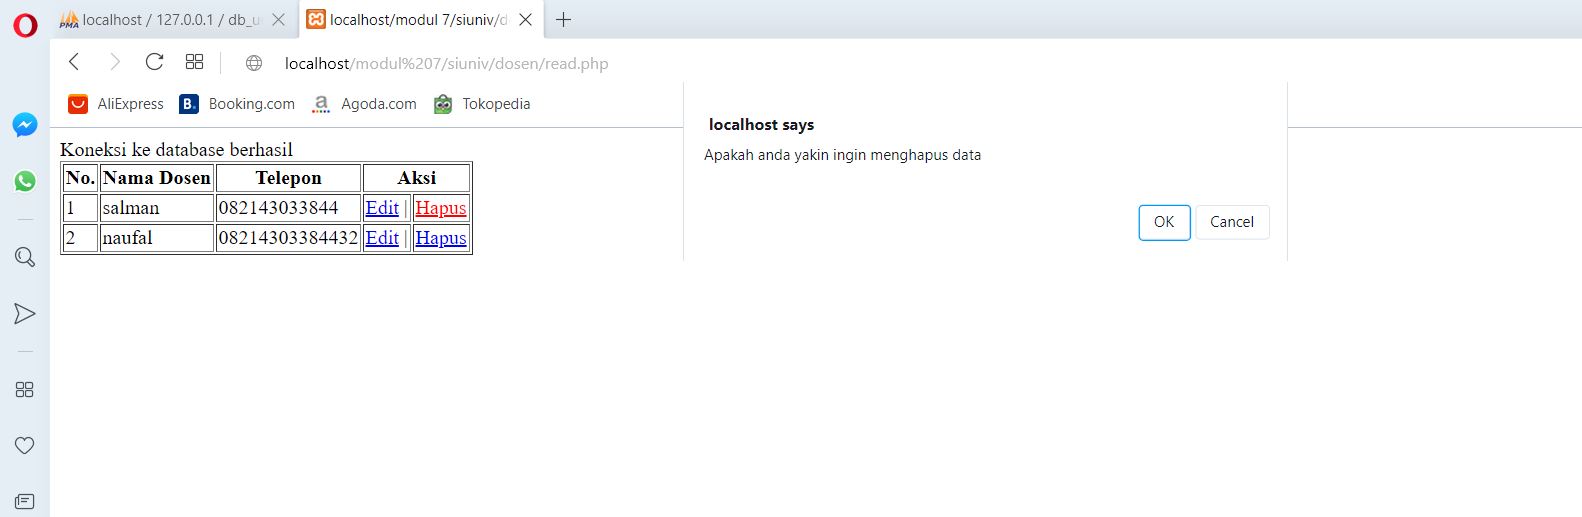 PMA localhost / 127.0.0.1 / db_u
localhost/modul 7/siuniv/d
localhost/modul%207/siuniv/dosen/read.php
AliExpress B. Booking.com a Agoda.com Tokopedia
localhost says
Apakah anda yakin ingin menghapus data
OK Cancel
Koneksi ke database berhasil
No. Nama Dosen Telepon Aksi
1 salman 082143033844 Edit | Hapus
2 naufal 08214303384432 Edit | Hapus